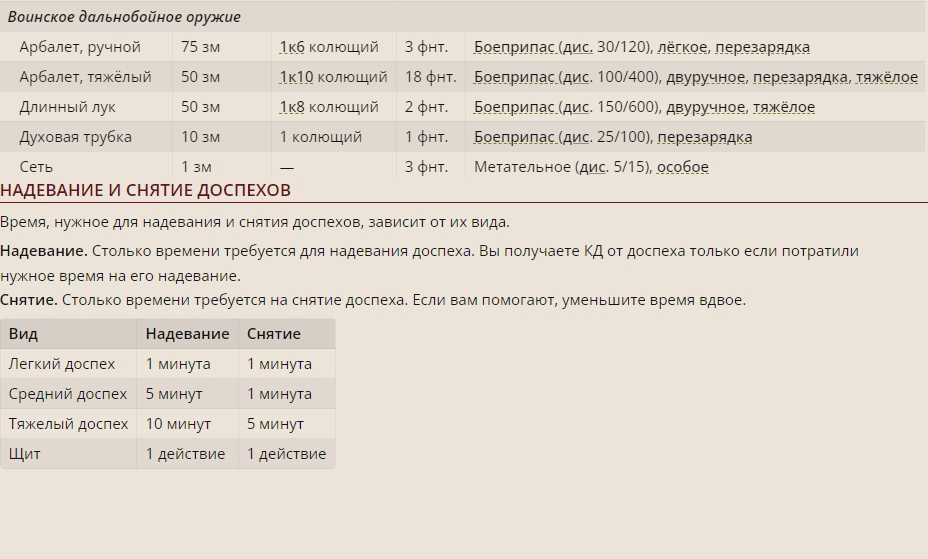 Воинское дальнобойное оружие
Арбалет, ручной 75 зм 1к6 колющий 3 фнт. Боеприпас (дис. 30/120), лёгкое, перезарядка
Арбалет, тяжёлый 50 зм 1к10 колющий 18 фнт. Боеприпас (дис. 100/400), двуручное, перезарядка, тяжёлое
Длинный лук 50 зм 1к8 колющий 2 фнт. Боеприпас (дис. 150/600), двуручное, тяжёлое
Духовая трубка 10 зм 1 колющий 1 фнт. Боеприпас (дис. 25/100), перезарядка
Сеть 1 зм — 3 фнт. Метательное (дис. 5/15), особое
НАДЕВАНИЕ И СНЯТИЕ ДОСПЕХОВ
Время, нужное для надевания и снятия доспехов, зависит от их вида.
Надевание. Столько времени требуется для надевания доспеха. Вы получаете КД от доспеха только если потратили
нужное время на его надевание.
Снятие. Столько времени требуется на снятие доспеха. Если вам помогают, уменьшите время вдвое.
Вид Надевание Снятие
Легкий доспех 1 минута 1 минута
Средний доспех 5 минут 1 минута
Тяжелый доспех 10 минут 5 минут
Щит 1 действие 1 действие